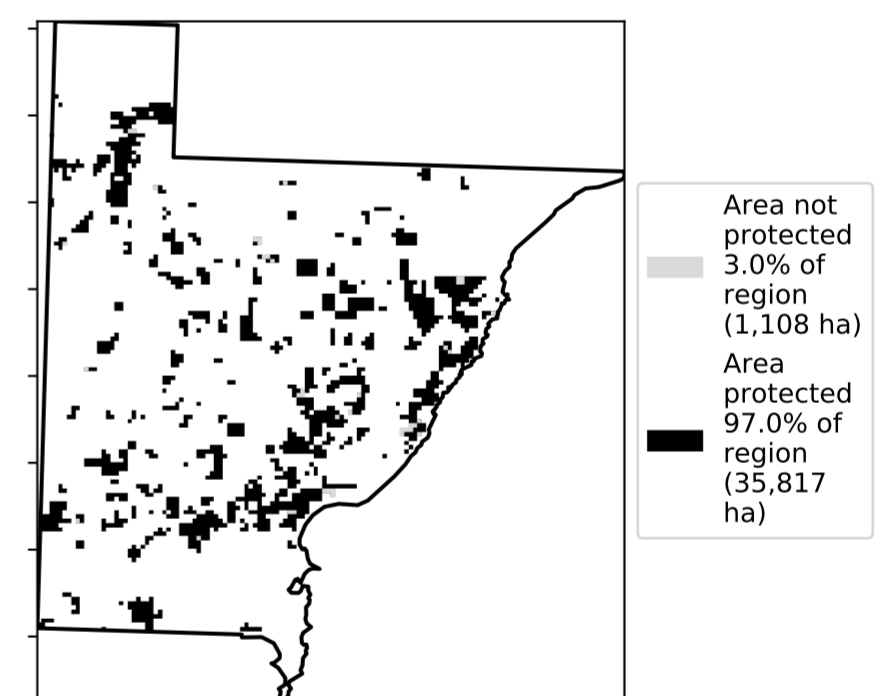 Area not
protected
3.0% of
region
(1,108 ha)
Area
protected
97.0% of
region
(35,817
ha)